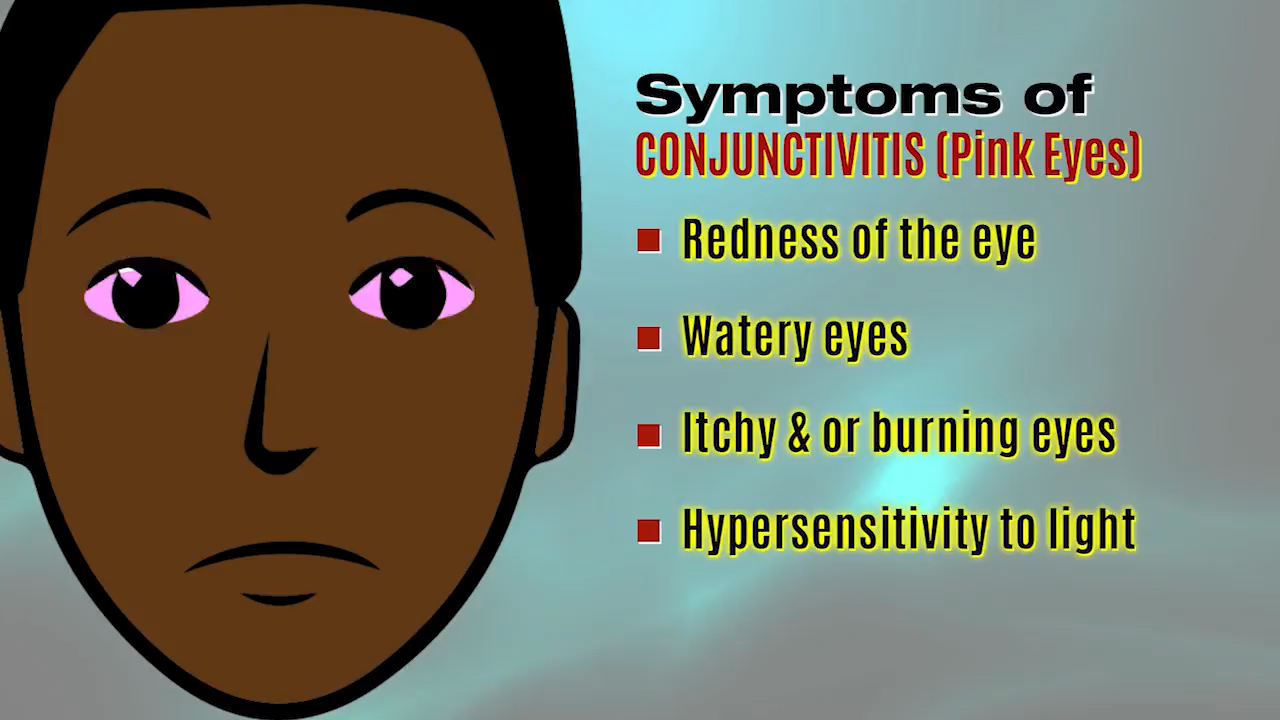 Symptoms of
CONJUNCTIVITIS (Pink Eyes)
Redness of the eye
Watery eyes
Itchy & or burning eyes
Hypersensitivity to light